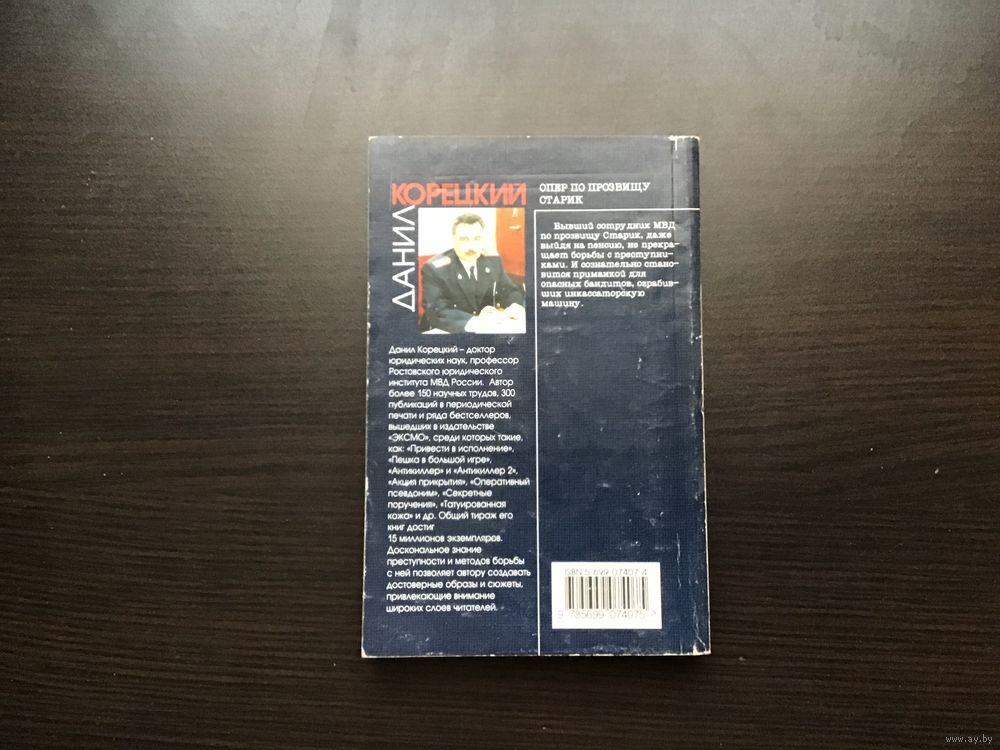 КОРЕЦКИЙ
ДАНИЛ
Данил Корецкий – доктор
юридических наук, профессор
Ростовского юридического
института МВД России. Автор
более 150 научных трудов, 300
публикаций в периодической
печати и ряда бестселлеров,
вышедших в издательстве
«ЭКСМО», среди которых такие,
как: «Привести в исполнение»,
«Пешка в большой игре»,
«Антикиллер» и «Антикиллер 2»,
«Акция прикрытия», «Оперативный
псевдоним», «Секретные
поручения», «Татуированная
кожа» и др. Общий тираж его
книг достиг
15 миллионов экземпляров.
Доскональное знание
преступности и методов борьбы
с ней позволяет автору создавать
достоверные образы и сюжеты,
привлекающие внимание
широких слоев читателей.
ОПЕР ПО ПРОЗВИЩУ
СТАРИК
Бывший сотрудник МВД
по прозвищу Старик, даже
выйдя на пенсию, не прекра-
щает борьбы с преступни-
ками. И сознательно стано-
вится приманкой для
опасных бандитов, ограбив-
ших инкассаторскую
машину.
ISBN 5-699-07407-4
9 785699 074075 >
www.ay.by